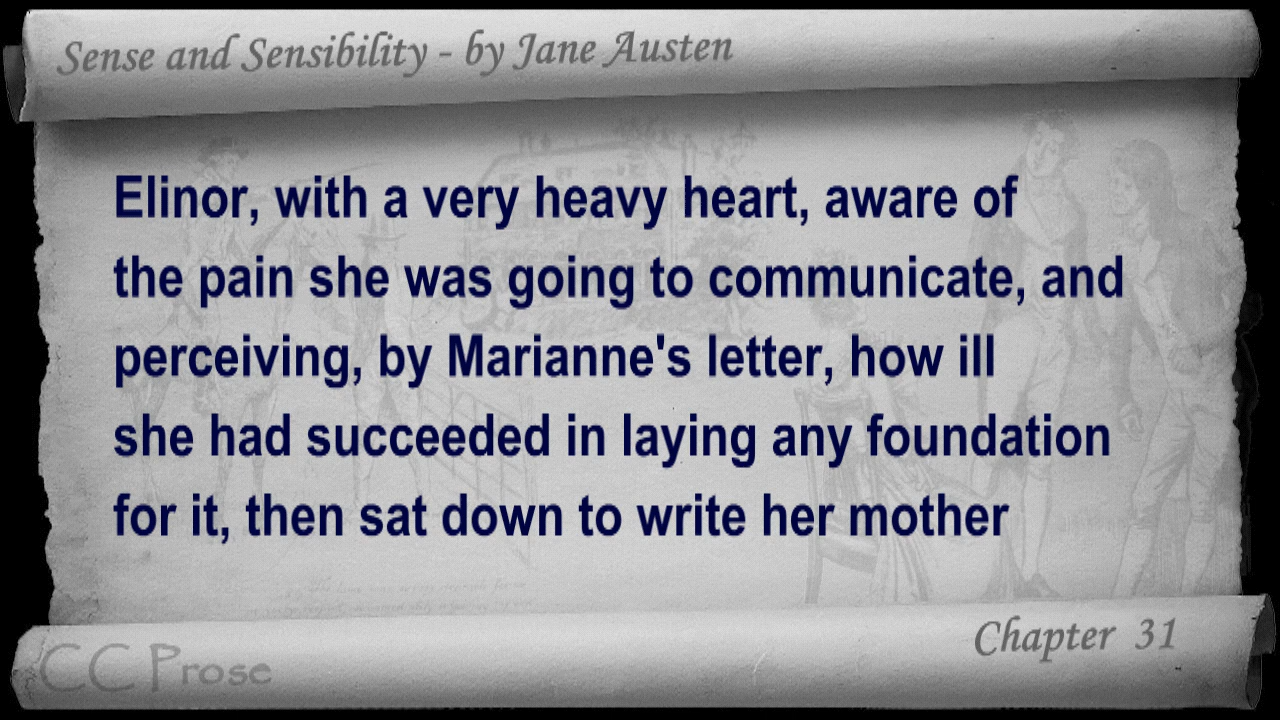 Sense and Sensibility - by Jane Austen
Elinor, with a very heavy heart, aware of
the pain she was going to communicate, and
perceiving, by Marianne's letter, how ill
she had succeeded in laying any foundation
for it, then sat down to write her mother
Chapter 31
CC Prose